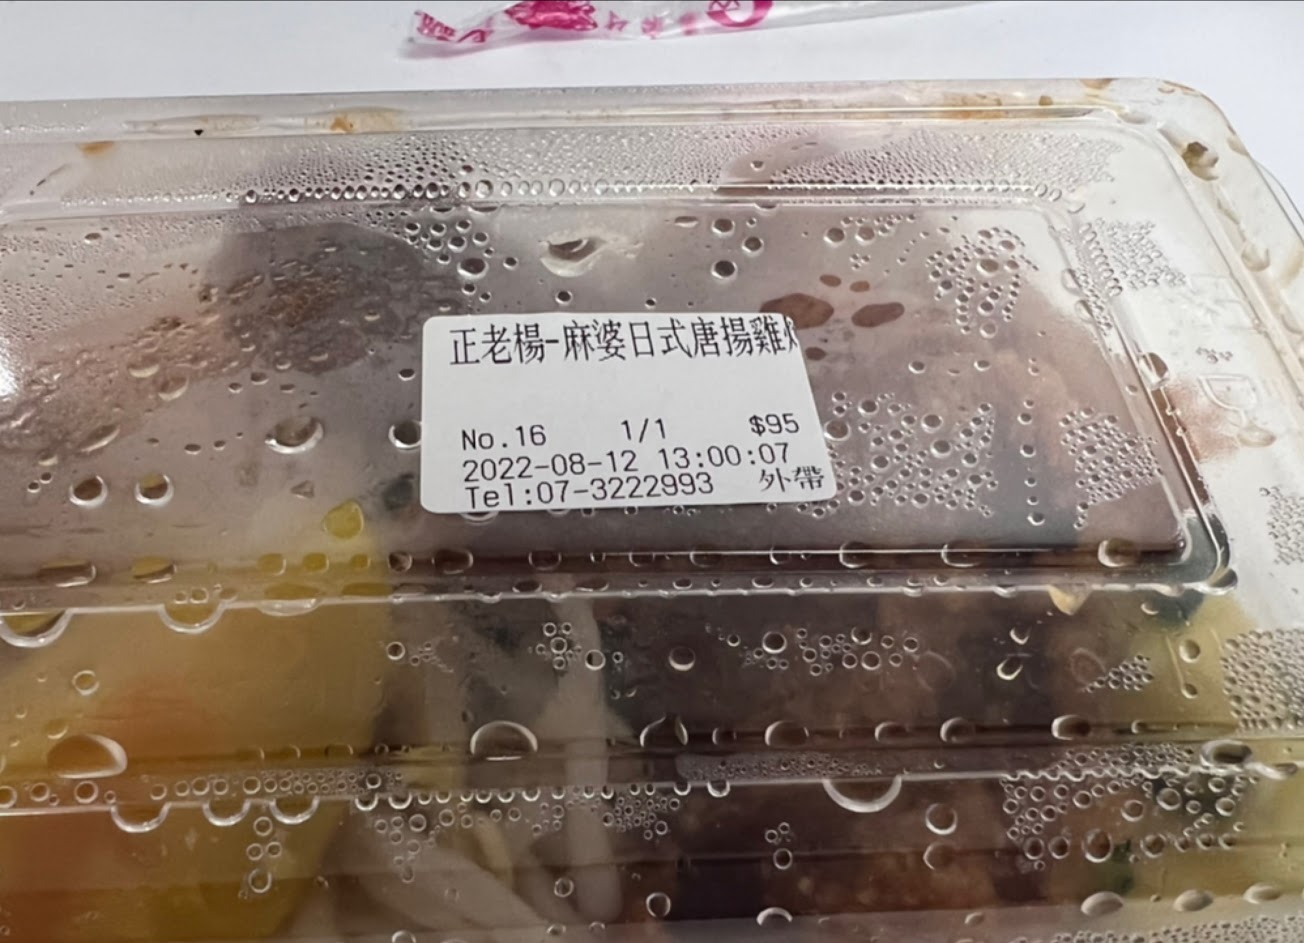 正老楊-麻婆日式唐揚雞
No.16 1/1 $95
2022-08-12 13:00:07
Tel:07-3222993 外帶